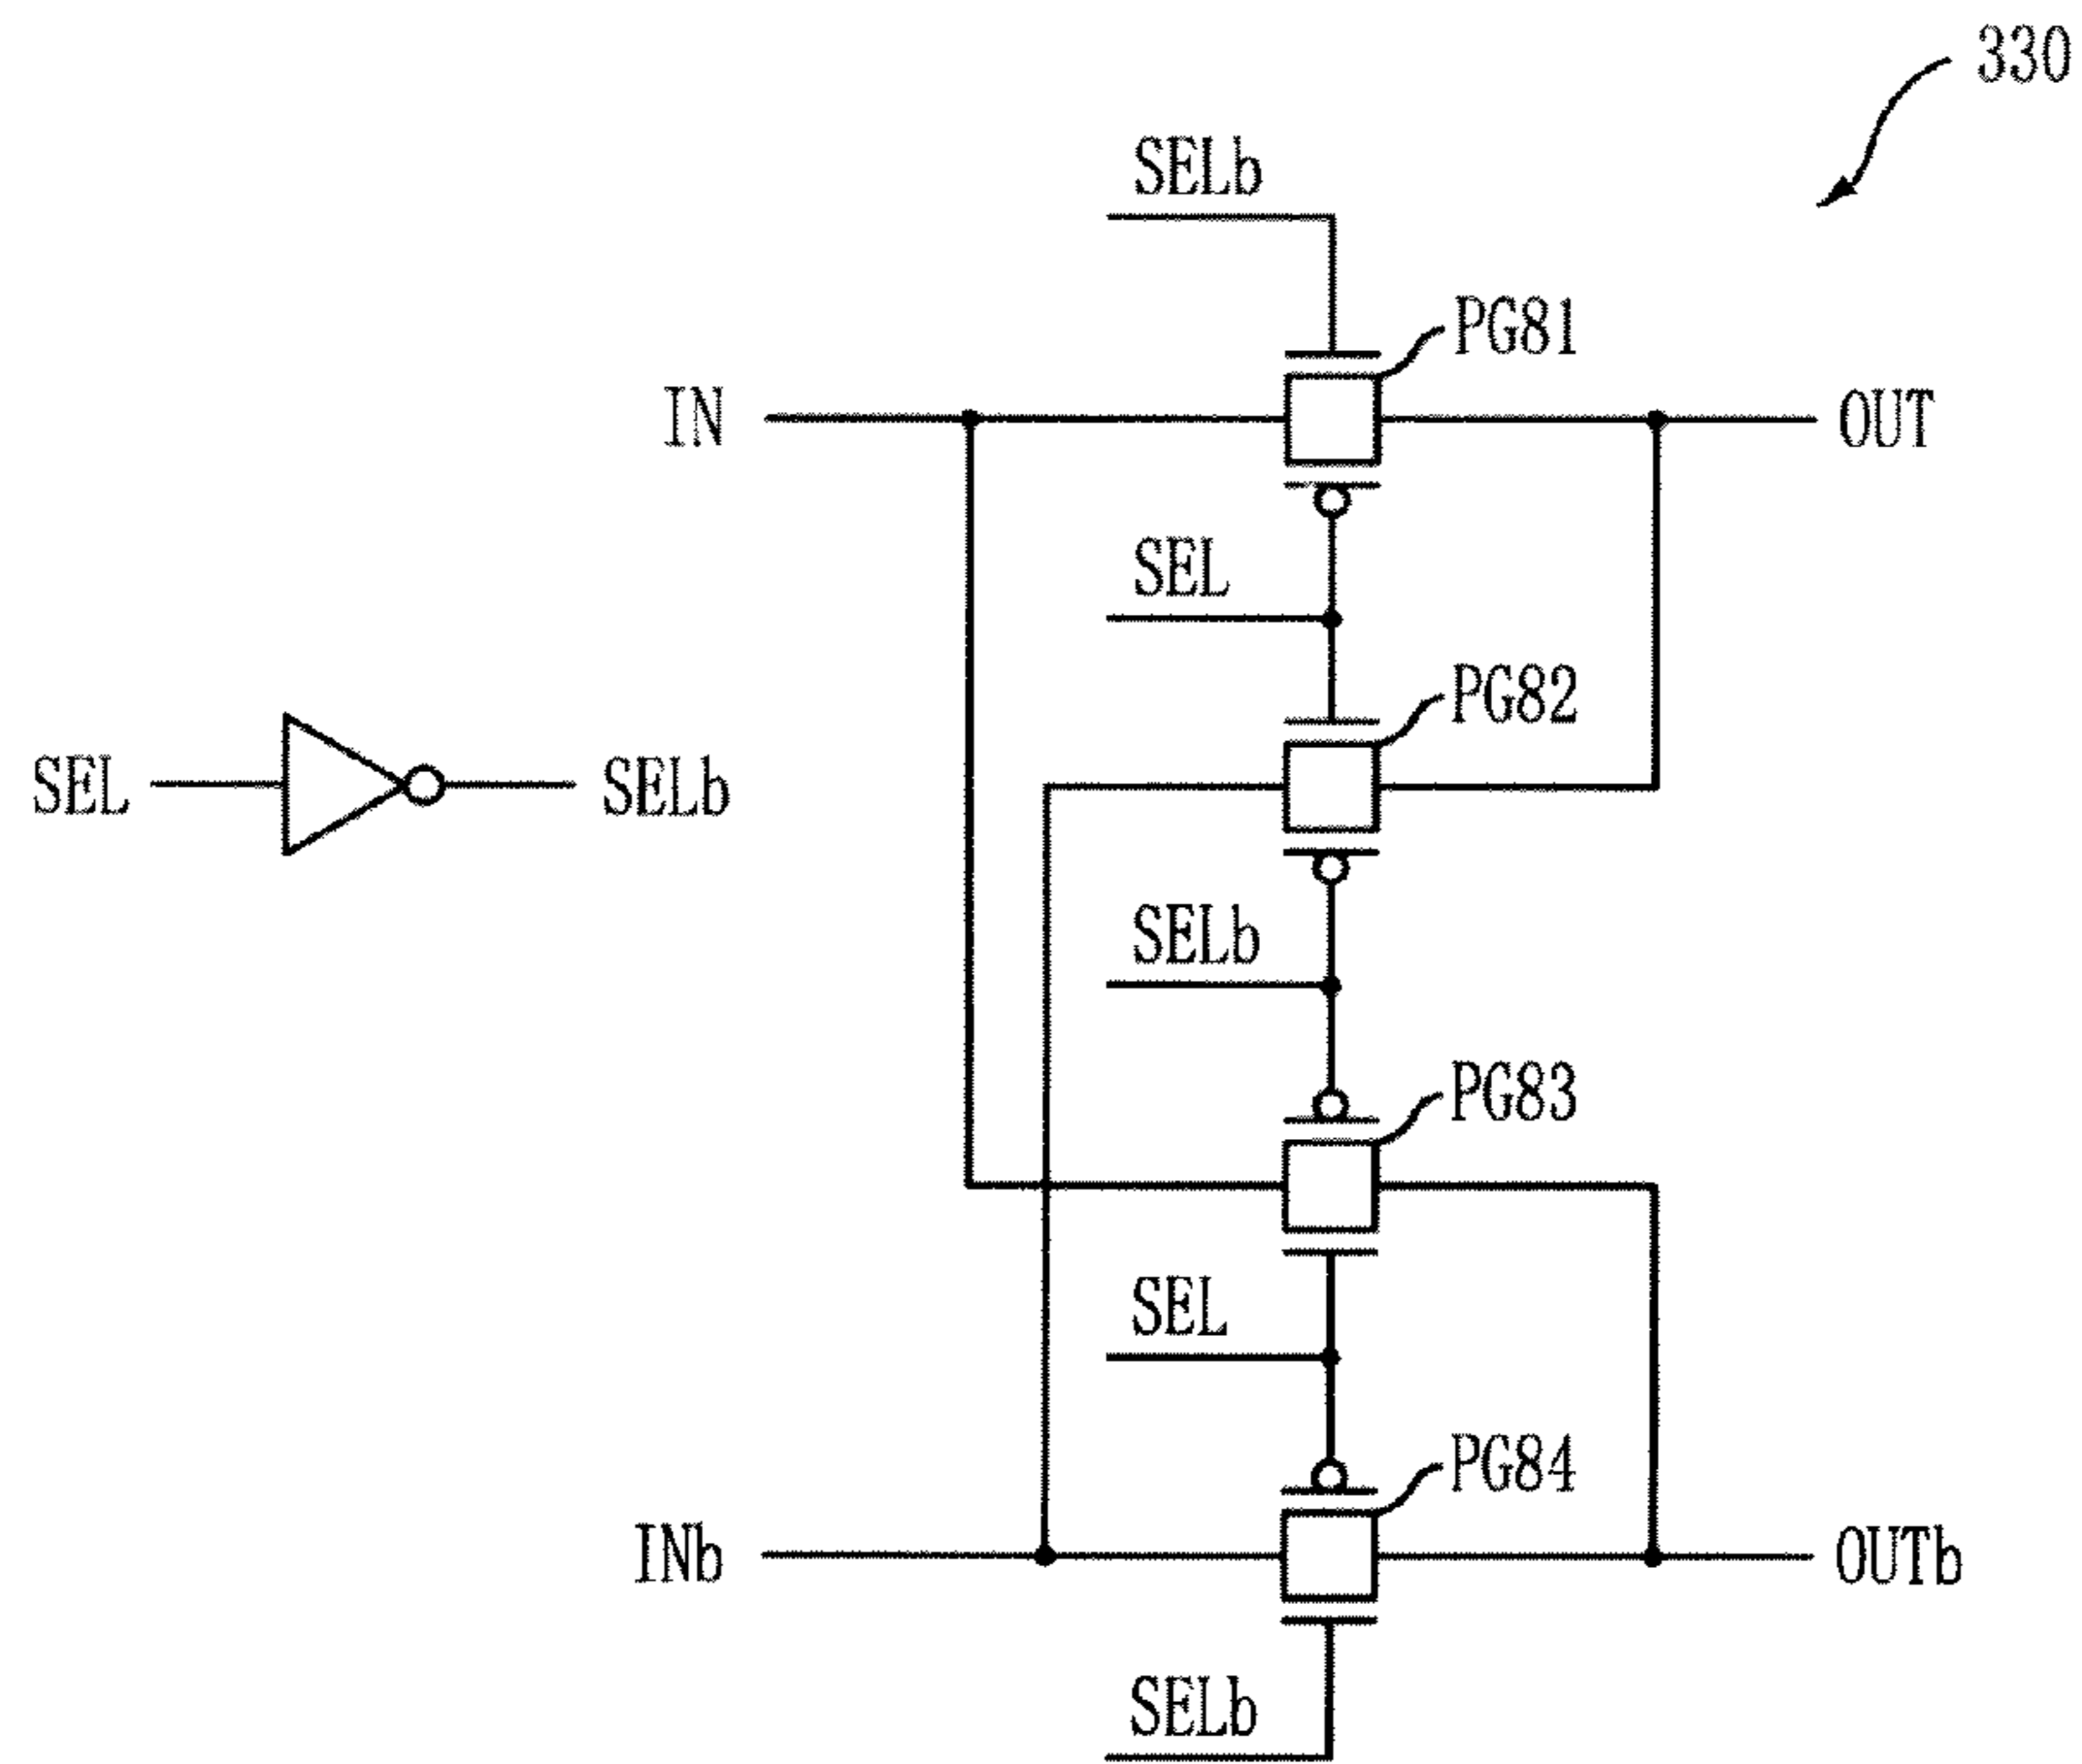 330
SELb
PG81
IN
OUT
SEL
PG82
SEL
SELb
SELb
PG83
SEL
PG84
INb
OUTb
SELb